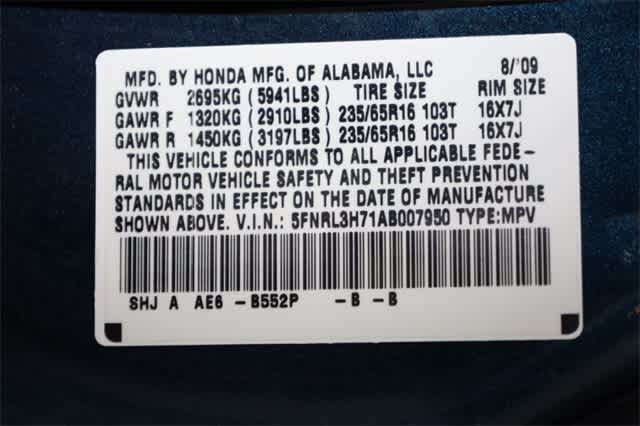 MFD. BY HONDA MFG. OF ALABAMA, LLC 8/'09
GVWR 2695KG (5941LBS) TIRE SIZE RIM SIZE
GAWR F 1320KG (2910LBS) 235/65R16 103T 16X7J
GAWR R 1450KG (3197LBS) 235/65R16 103T 16X7J
THIS VEHICLE CONFORMS TO ALL APPLICABLE FEDE-
RAL MOTOR VEHICLE SAFETY AND THEFT PREVENTION
STANDARDS IN EFFECT ON THE DATE OF MANUFACTURE
SHOWN ABOVE. V.I.N.: 5FNRL3H71AB007950 TYPE:MPV
SHJ A AE6 -B552P -B -B